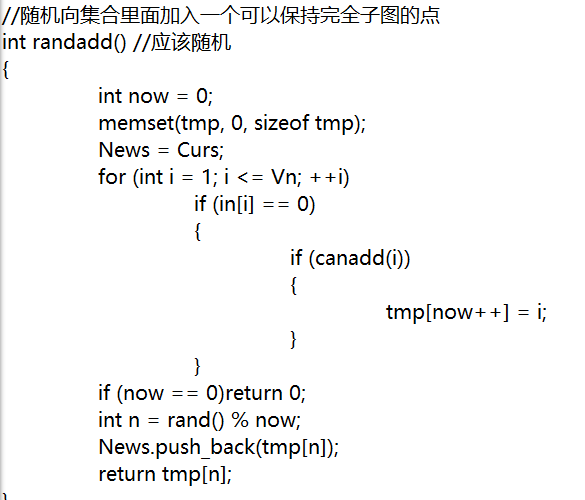 //随机向集合里面加入一个可以保持完全子图的点
int randadd() //应该随机
{
int now = 0;
memset(tmp, 0, sizeof tmp);
News = Curs;
for (int i = 1; i <= Vn; ++i)
if (in[i] == 0)
{
if (canadd(i))
{
tmp[now++] = i;
}
}
if (now == 0)return 0;
int n = rand() % now;
News.push_back(tmp[n]);
return tmp[n];
}